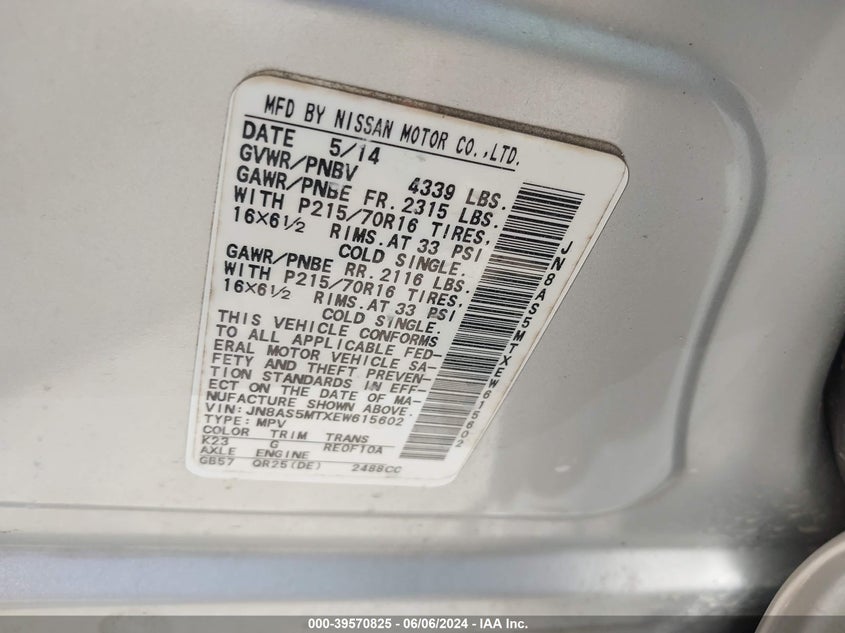 MFD BY NISSAN MOTOR CO.,LTD.
DATE 5/14
GVWR/PNBV 4339 LBS.
GAWR/PNBE FR. 2315 LBS.
WITH P215/70R16 TIRES,
16X6½ RIMS.AT 33 PSI
COLD SINGLE.
GAWR/PNBE RR. 2116 LBS.
WITH P215/70R16 TIRES,
16X6½ RIMS.AT 33 PSI
COLD SINGLE.
THIS VEHICLE CONFORMS
TO ALL APPLICABLE FED-
ERAL MOTOR VEHICLE SA-
FETY AND THEFT PREVEN-
TION STANDARDS IN EFF-
ECT ON THE DATE OF MA-
NUFACTURE SHOWN ABOVE.
VIN: JN8AS5MTXEW615602
TYPE: MPV
COLOR TRIM TRANS
K23 G RE0F10A
AXLE ENGINE
GB57 QR25(DE) 2488CC
JN8AS5MTXEW615602
000-39570825 - 06/06/2024 - IAA Inc.